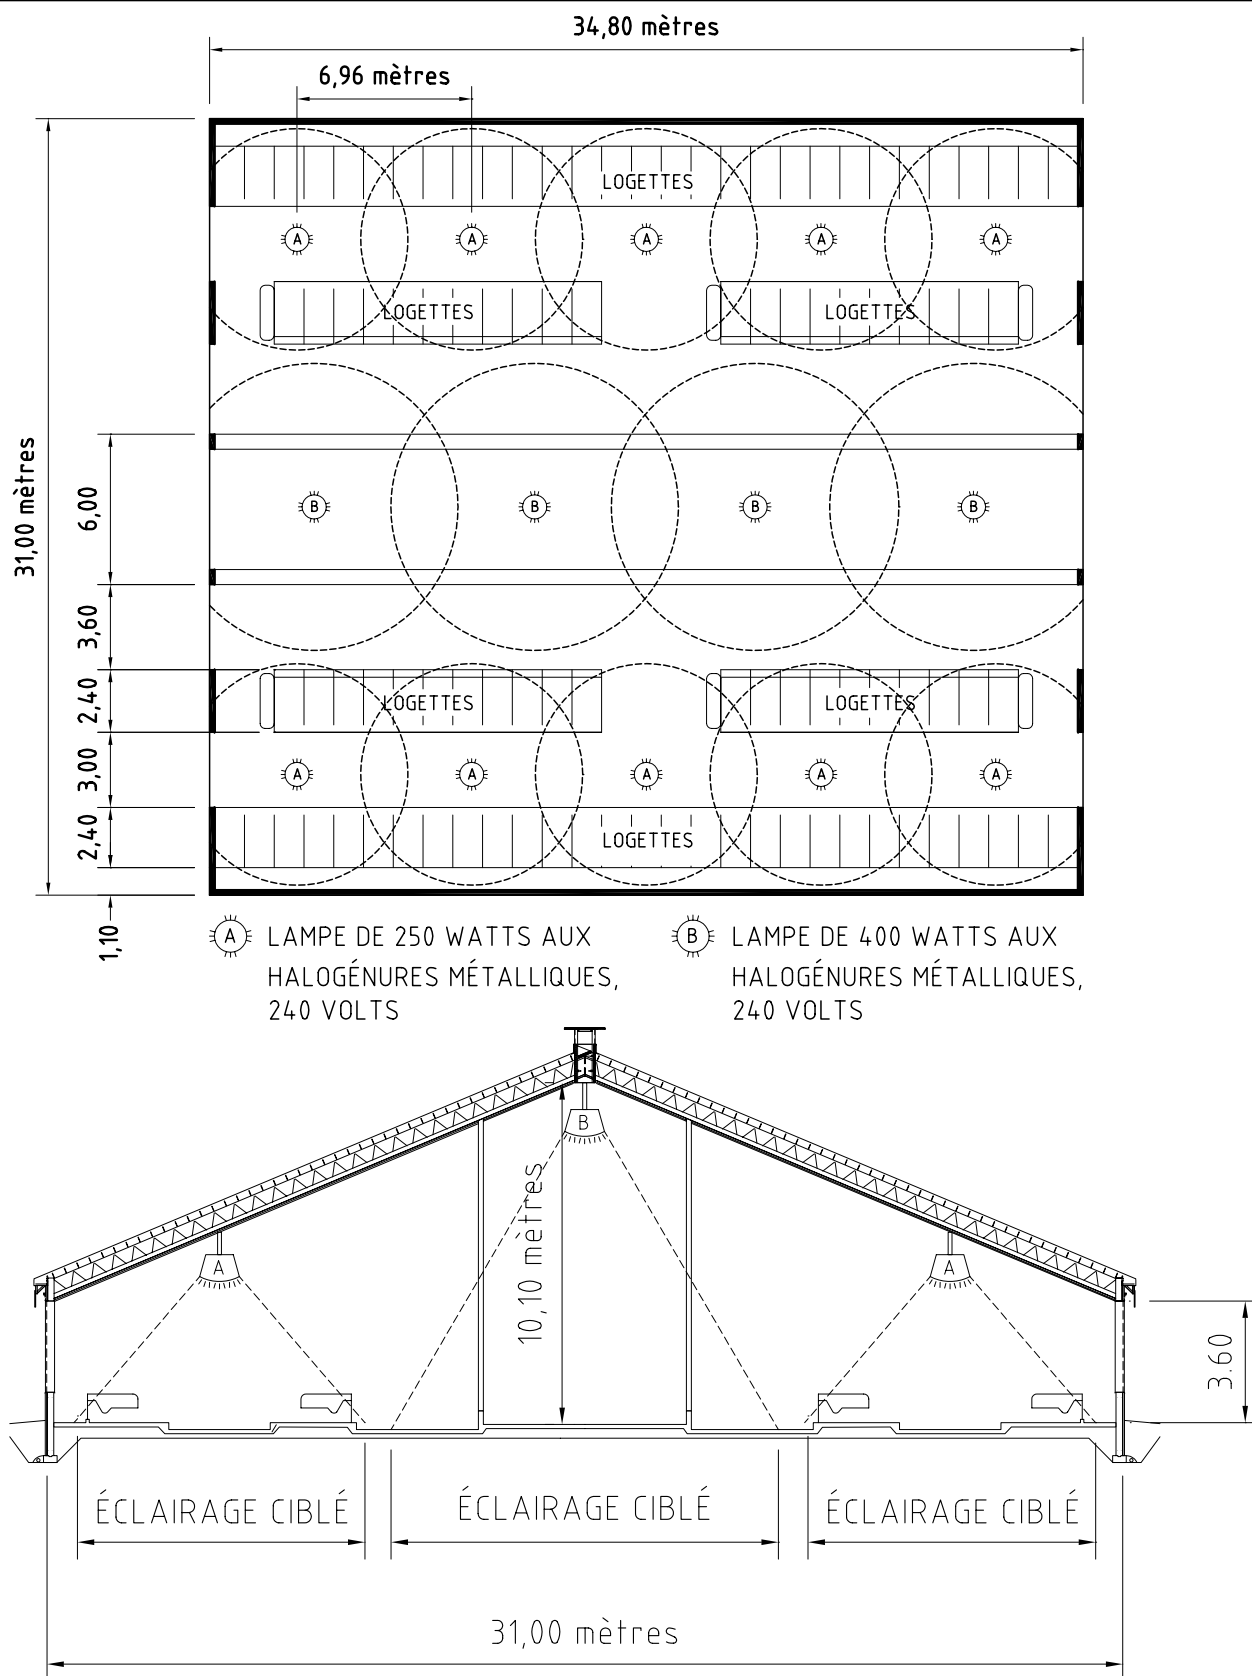 34,80 mètres
6,96 mètres
LOGETTES
A A A A A
LOGETTES LOGETTES
31,00 mètres
6,00
B B B B
3,60
2,40
LOGETTES LOGETTES
3,00
A A A A A
2,40
LOGETTES
1,10
A LAMPE DE 250 WATTS AUX
HALOGÉNURES MÉTALLIQUES,
240 VOLTS
B LAMPE DE 400 WATTS AUX
HALOGÉNURES MÉTALLIQUES,
240 VOLTS
B
10,10 mètres
A A
3.60
ÉCLAIRAGE CIBLÉ ÉCLAIRAGE CIBLÉ ÉCLAIRAGE CIBLÉ
31,00 mètres